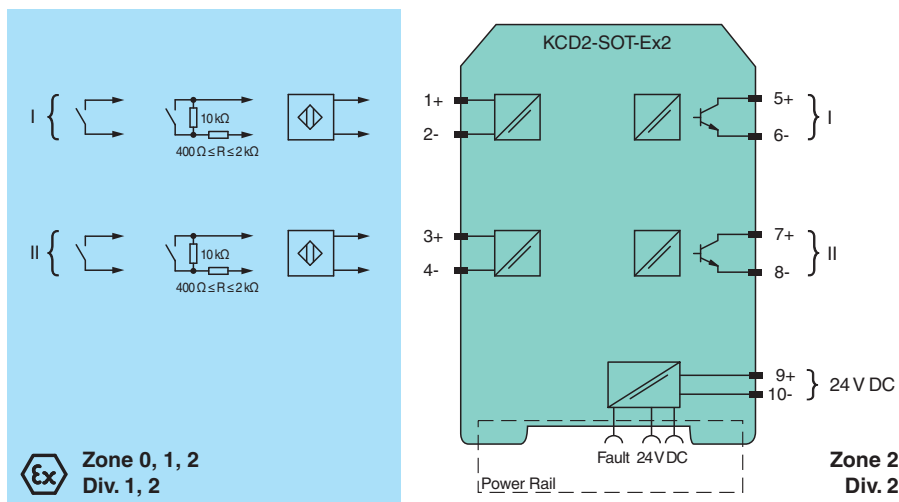 KCD2-SOT-Ex2
I
10 kΩ
400 Ω ≤ R ≤ 2 kΩ
1+
2-
5+
6-
I
II
10 kΩ
400 Ω ≤ R ≤ 2 kΩ
3+
4-
7+
8-
II
9+
10-
24 V DC
Fault 24 V DC
Power Rail
Ex
Zone 0, 1, 2
Div. 1, 2
Zone 2
Div. 2